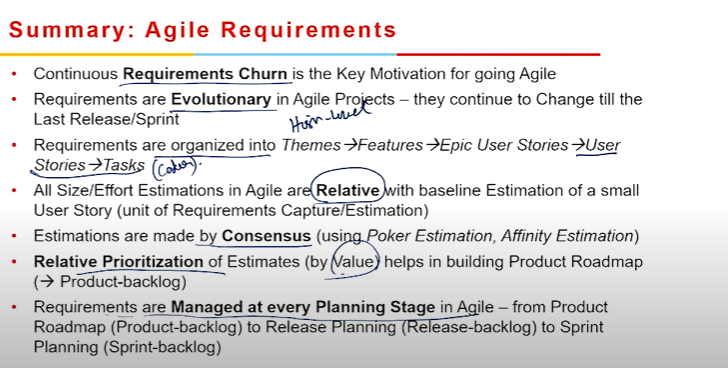 Summary: Agile Requirements
• Continuous Requirements Churn is the Key Motivation for going Agile
• Requirements are Evolutionary in Agile Projects – they continue to Change till the
Last Release/Sprint
High-level
• Requirements are organized into Themes →Features →Epic User Stories →User
Stories →Tasks (Coders).
• All Size/Effort Estimations in Agile are Relative with baseline Estimation of a small
User Story (unit of Requirements Capture/Estimation)
• Estimations are made by Consensus (using Poker Estimation, Affinity Estimation)
• Relative Prioritization of Estimates (by Value) helps in building Product Roadmap
(→ Product-backlog)
• Requirements are Managed at every Planning Stage in Agile – from Product
Roadmap (Product-backlog) to Release Planning (Release-backlog) to Sprint
Planning (Sprint-backlog)